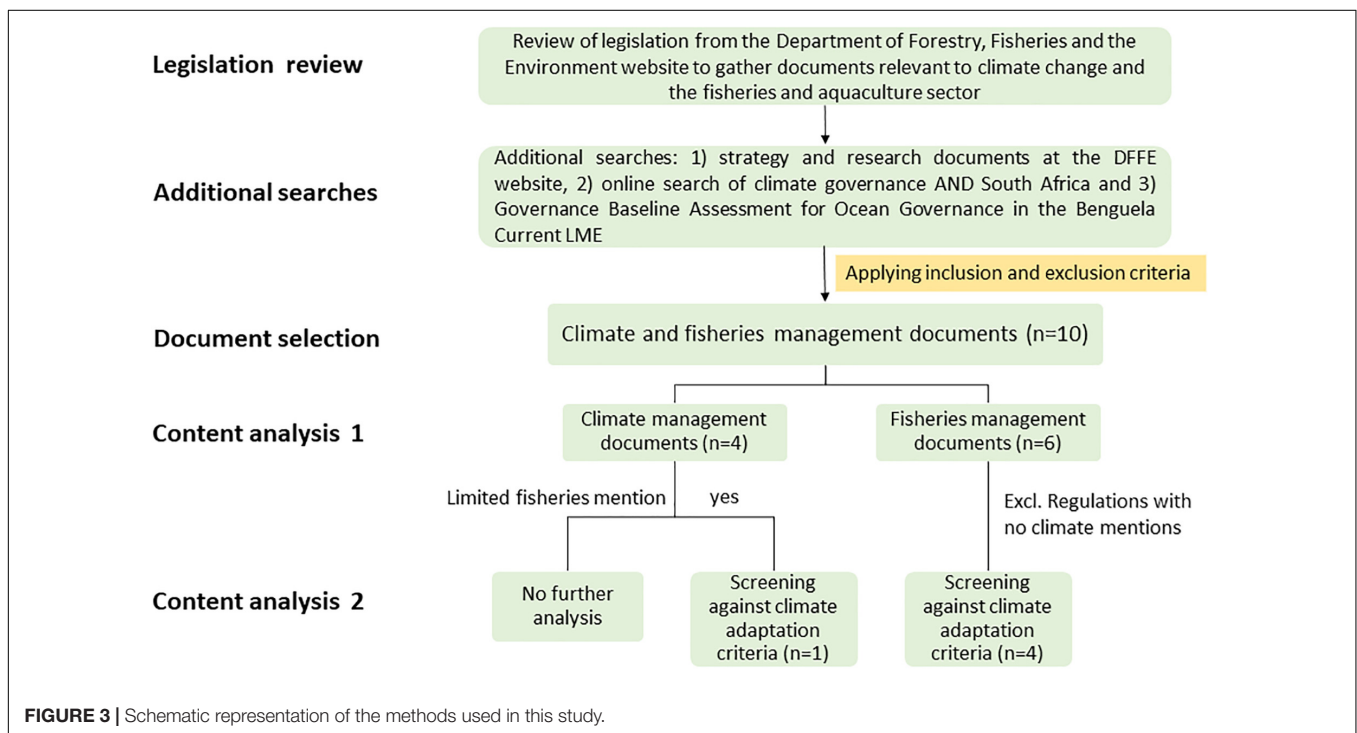 Legislation review
Review of legislation from the Department of Forestry, Fisheries and the
Environment website to gather documents relevant to climate change and
the fisheries and aquaculture sector
Additional searches
Additional searches: 1) strategy and research documents at the DFFE
website, 2) online search of climate governance AND South Africa and 3)
Governance Baseline Assessment for Ocean Governance in the Benguela
Current LME
Applying inclusion and exclusion criteria
Document selection
Climate and fisheries management documents (n=10)
Content analysis 1
Climate management
documents (n=4)
Fisheries management
documents (n=6)
Limited fisheries mention
yes
Excl. Regulations with
no climate mentions
Content analysis 2
No further
analysis
Screening
against climate
adaptation
criteria (n=1)
Screening
against climate
adaptation
criteria (n=4)
FIGURE 3 | Schematic representation of the methods used in this study.